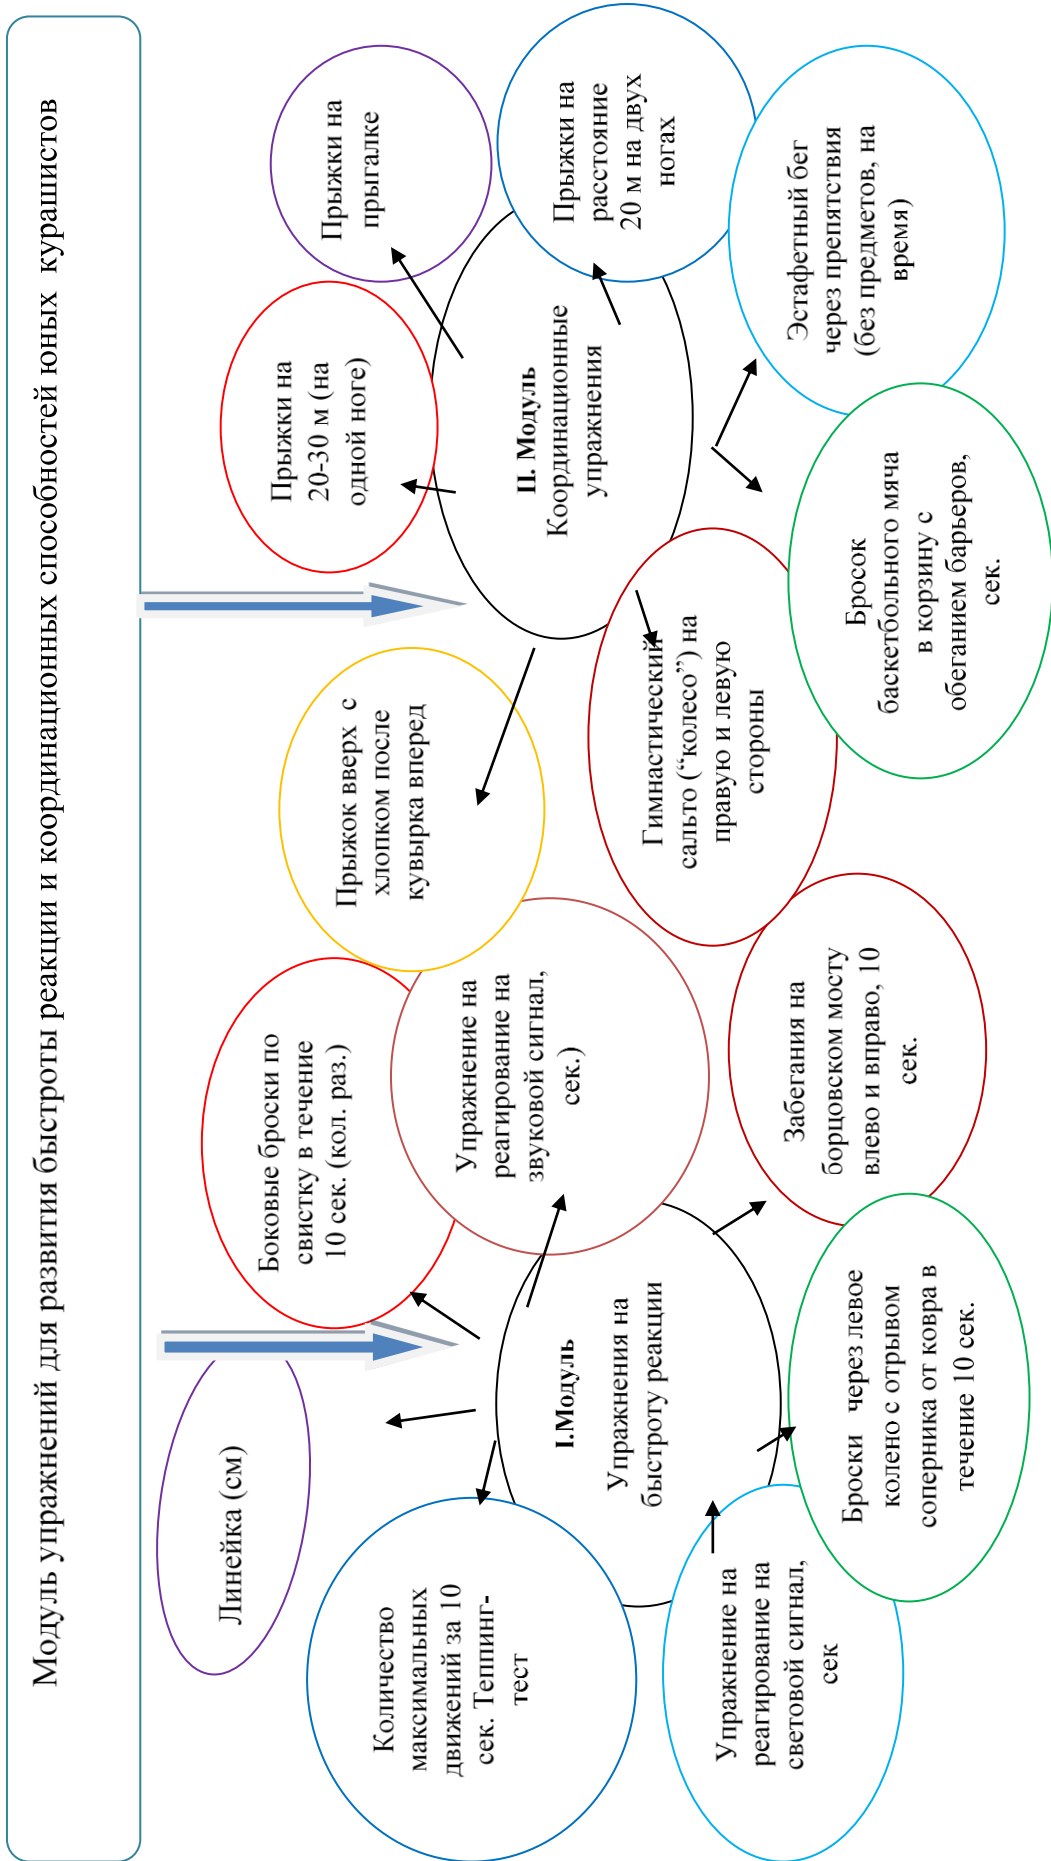 Модуль упражнений для развития быстроты реакции и координационных способностей юных курашистов
Линейка (см)
Боковые броски по
свистку в течение
10 сек. (кол. раз.)
Количество
максимальных
движений за 10
сек. Теппинг-
тест
I.Модуль
Упражнения на
быстроту реакции
Упражнение на
реагирование на
звуковой сигнал,
сек.)
Упражнение на
реагирование на
световой сигнал,
сек
Броски через левое
колено с отрывом
соперника от ковра в
течение 10 сек.
Забегания на
борцовском мосту
влево и вправо, 10
сек.
Прыжок вверх с
хлопком после
кувырка вперед
Прыжки на
20-30 м (на
одной ноге)
Прыжки на
прыгалке
II. Модуль
Координационные
упражнения
Прыжки на
расстояние
20 м на двух
ногах
Гимнастический
сальто (“колесо”) на
правую и левую
стороны
Бросок
баскетбольного мяча
в корзину с
обеганием барьеров,
сек.
Эстафетный бег
через препятствия
(без предметов, на
время)